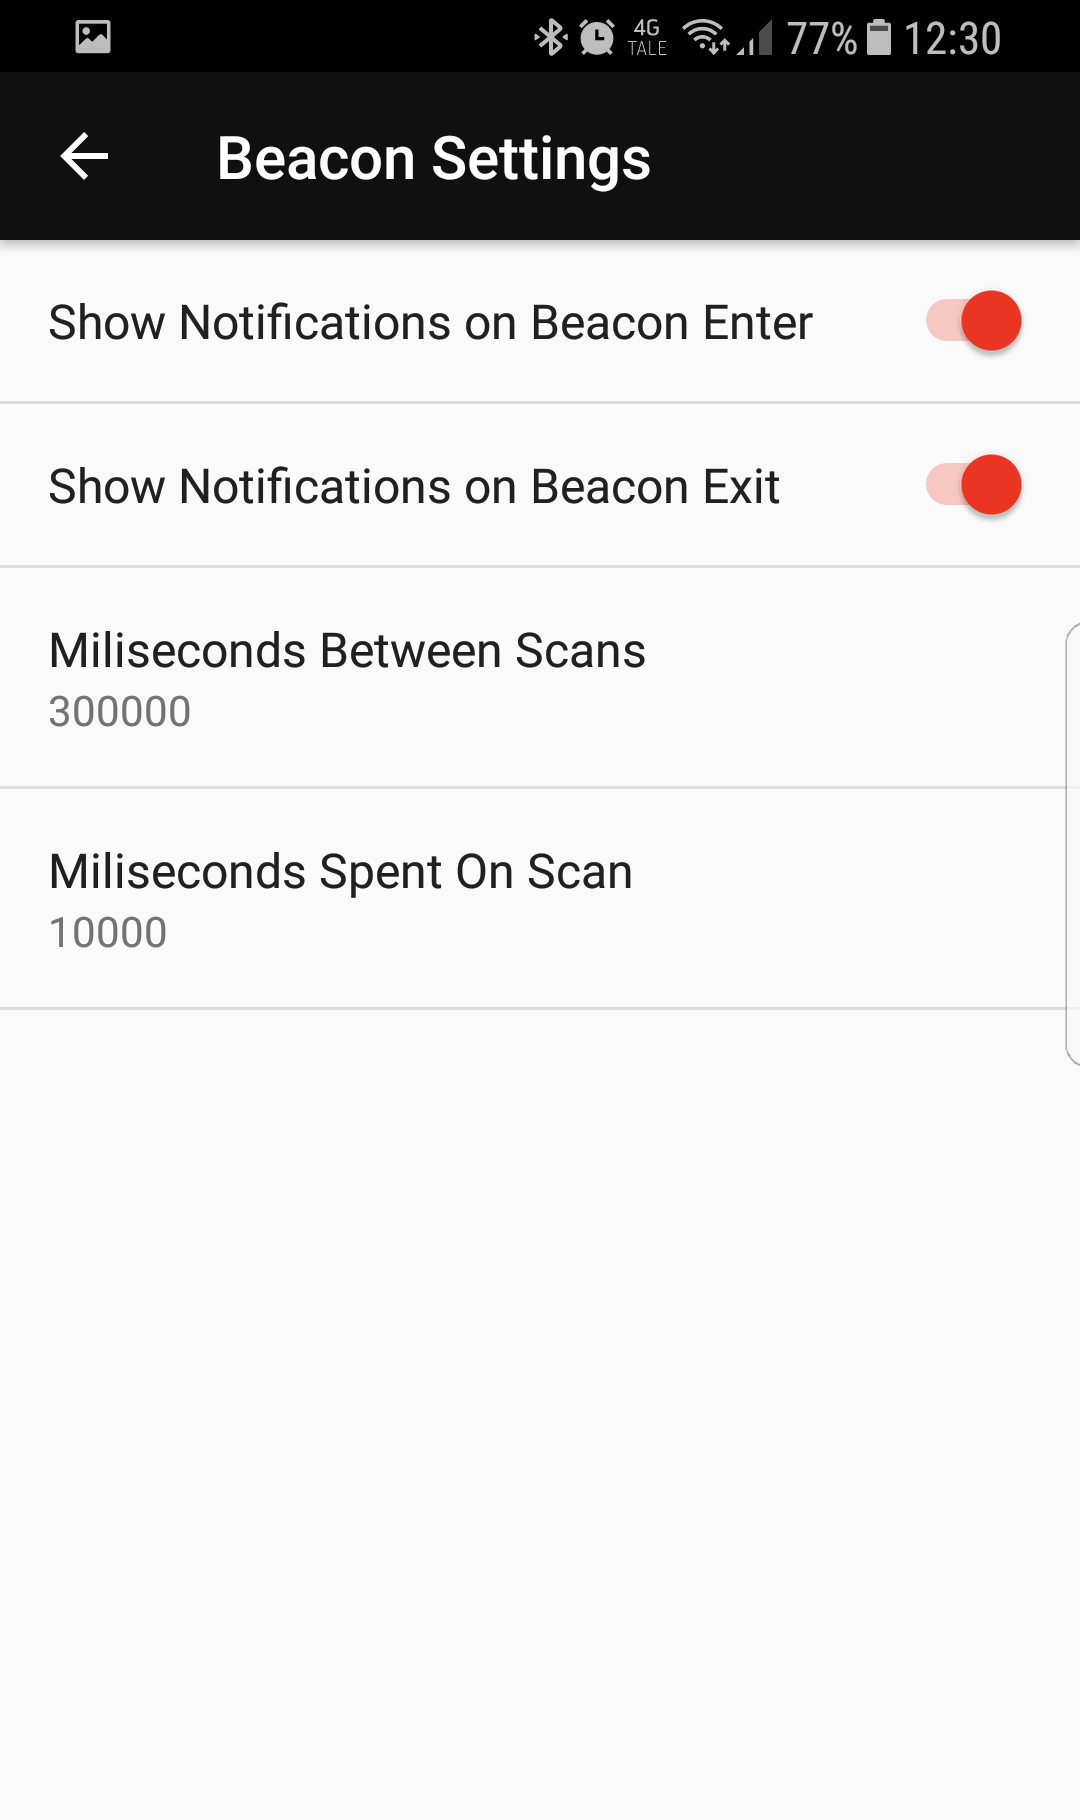 4G
TALE
77%
12:30
Beacon Settings
Show Notifications on Beacon Enter
Show Notifications on Beacon Exit
Miliseconds Between Scans
300000
Miliseconds Spent On Scan
10000